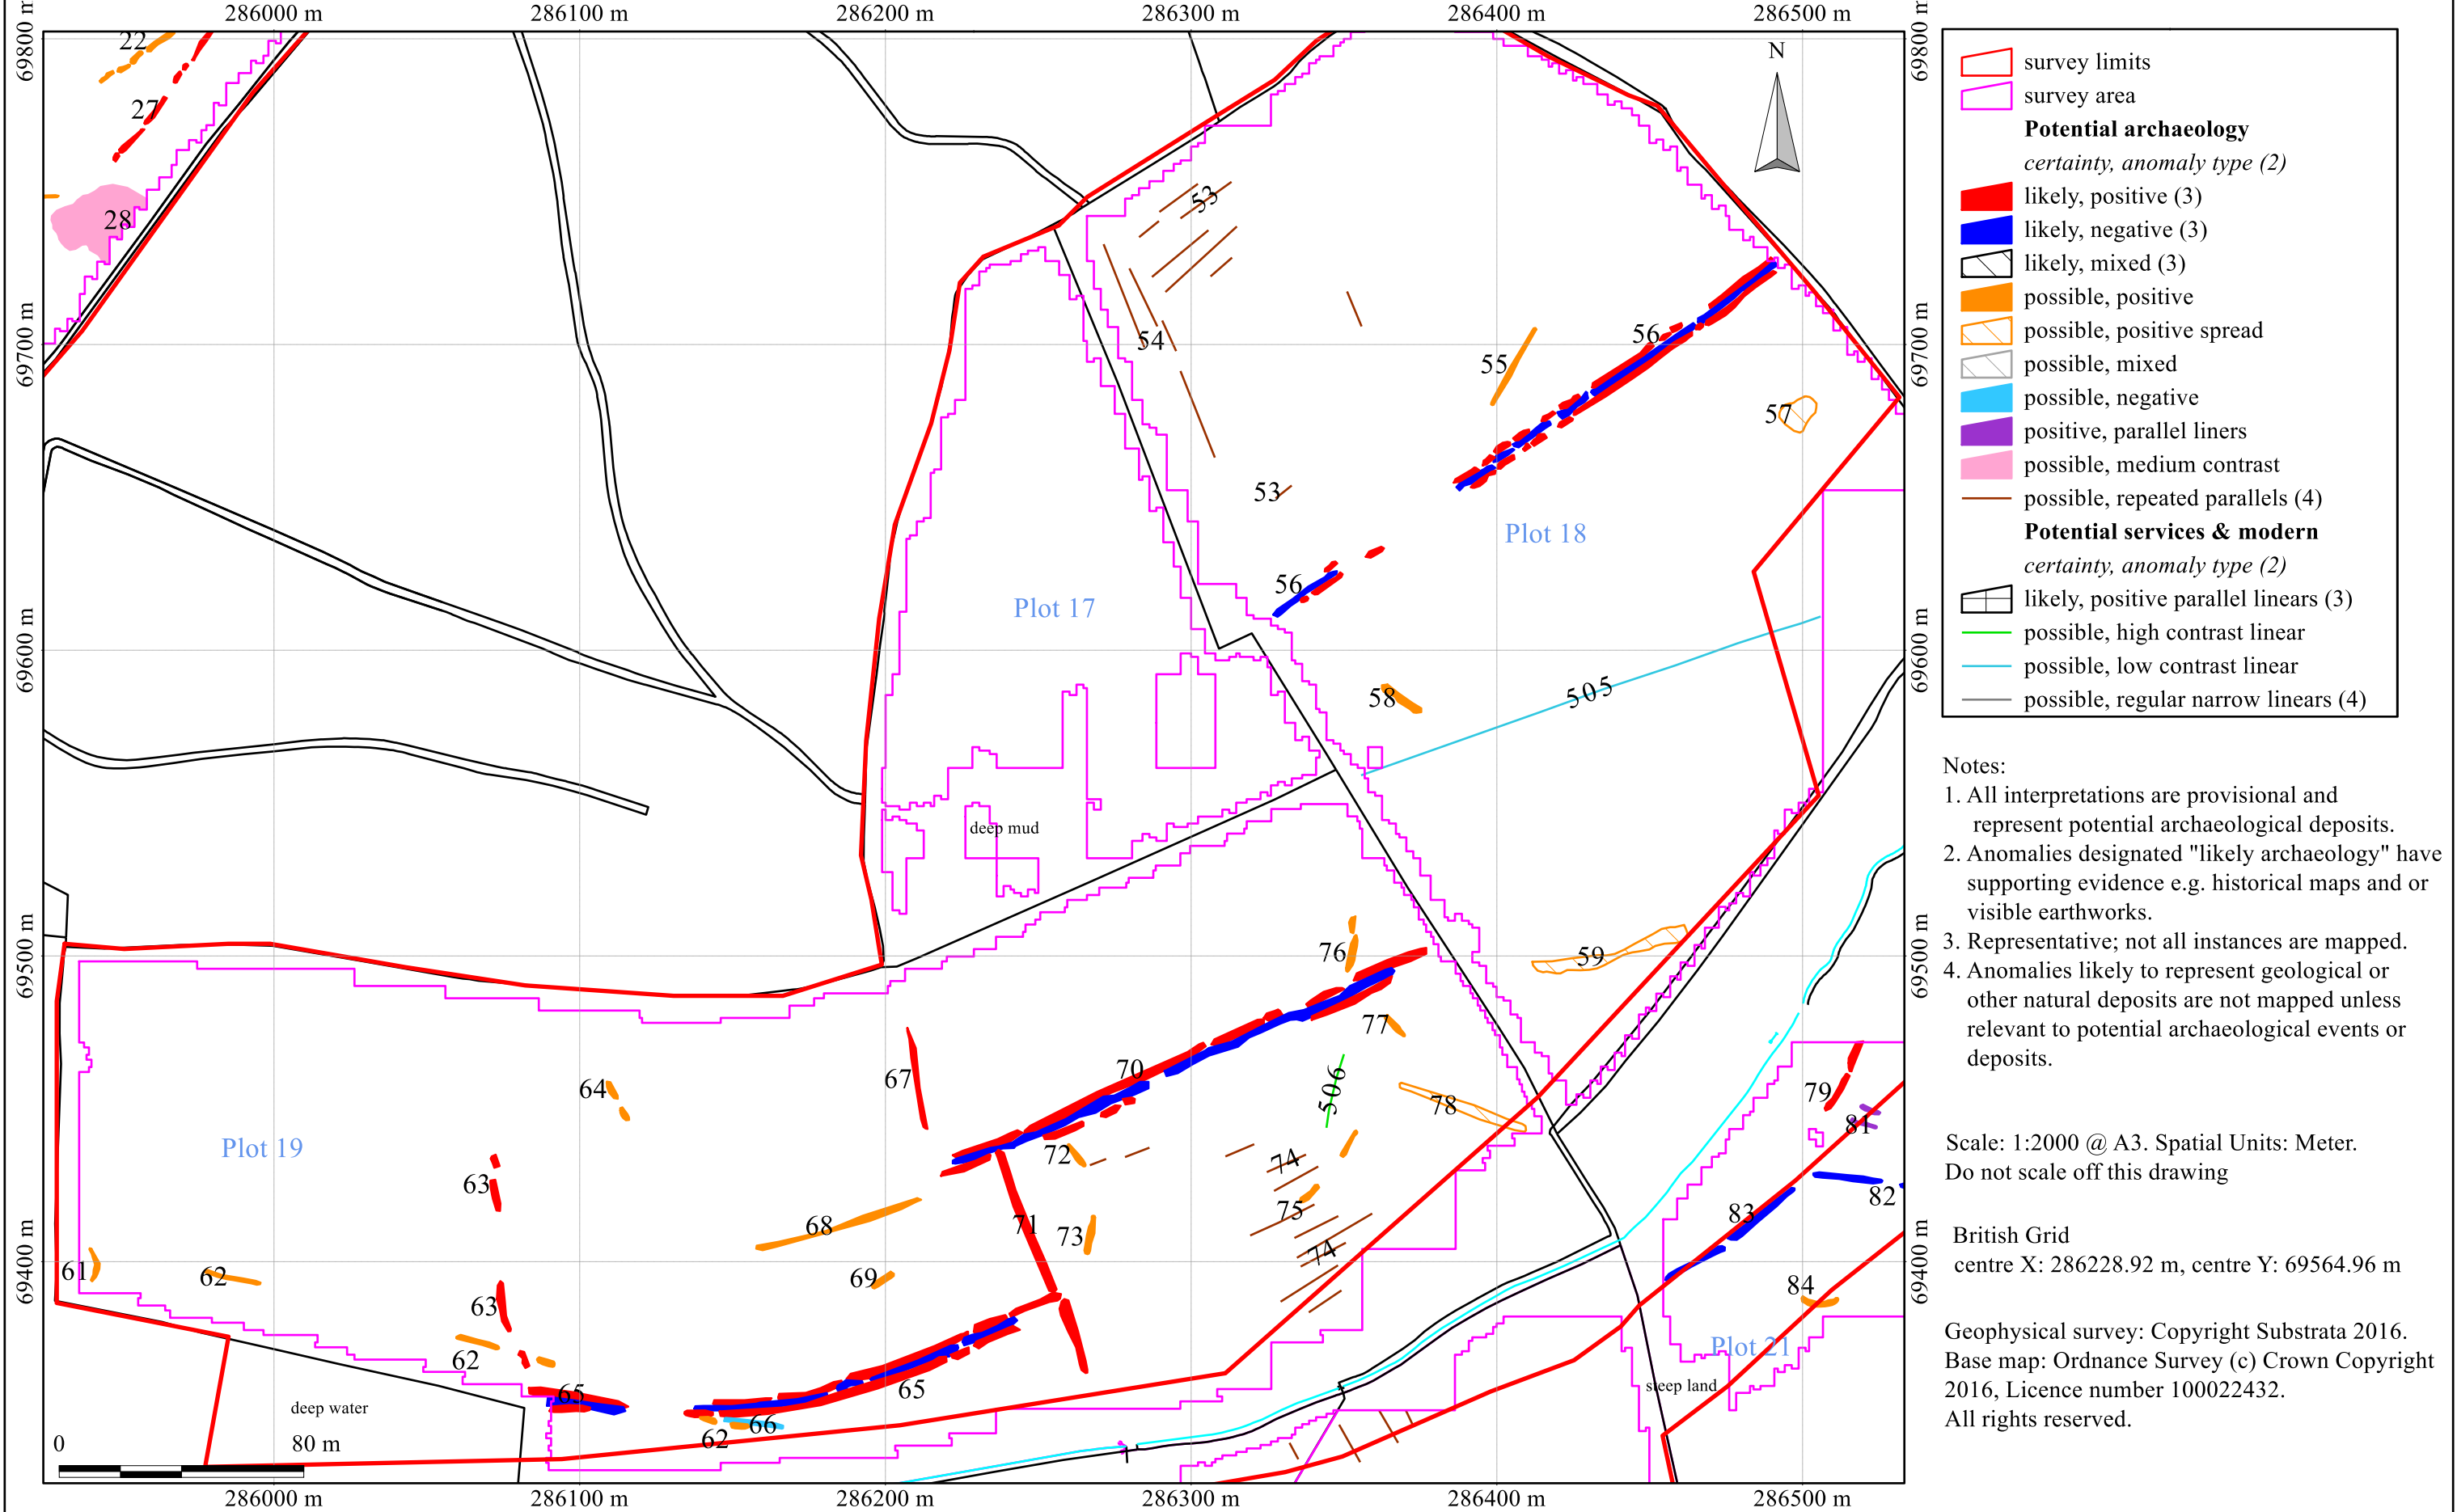 286000 m
286100 m
286200 m
286300 m
286400 m
286500 m
69800 m
69700 m
69600 m
69500 m
69400 m
69800 m
69700 m
69600 m
69500 m
69400 m
N
22
27
28
53
54
55
56
57
53
Plot 18
56
Plot 17
58
505
deep mud
76
59
77
67
70
506
64
78
79
81
Plot 19
72
74
63
82
75
83
68
71
73
74
61
62
69
84
63
Plot 21
62
65
65
steep land
deep water
62
66
0
80 m
286000 m
286100 m
286200 m
286300 m
286400 m
286500 m
survey limits
survey area
Potential archaeology
certainty, anomaly type (2)
likely, positive (3)
likely, negative (3)
likely, mixed (3)
possible, positive
possible, positive spread
possible, mixed
possible, negative
positive, parallel liners
possible, medium contrast
possible, repeated parallels (4)
Potential services & modern
certainty, anomaly type (2)
likely, positive parallel linears (3)
possible, high contrast linear
possible, low contrast linear
possible, regular narrow linears (4)
Notes:
1. All interpretations are provisional and
represent potential archaeological deposits.
2. Anomalies designated "likely archaeology" have
supporting evidence e.g. historical maps and or
visible earthworks.
3. Representative; not all instances are mapped.
4. Anomalies likely to represent geological or
other natural deposits are not mapped unless
relevant to potential archaeological events or
deposits.
Scale: 1:2000 @ A3. Spatial Units: Meter.
Do not scale off this drawing
British Grid
centre X: 286228.92 m, centre Y: 69564.96 m
Geophysical survey: Copyright Substrata 2016.
Base map: Ordnance Survey (c) Crown Copyright
2016, Licence number 100022432.
All rights reserved.